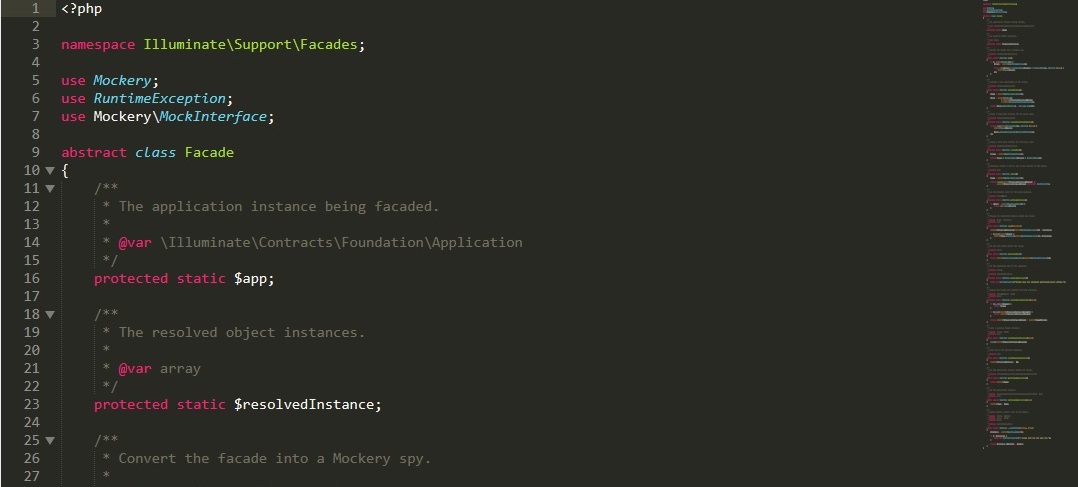 1 <?php
2
3 namespace Illuminate\Support\Facades;
4
5 use Mockery;
6 use RuntimeException;
7 use Mockery\MockInterface;
8
9 abstract class Facade
10 {
11 /**
12 * The application instance being facaded.
13 *
14 * @var \Illuminate\Contracts\Foundation\Application
15 */
16 protected static $app;
17
18 /**
19 * The resolved object instances.
20 *
21 * @var array
22 */
23 protected static $resolvedInstance;
24
25 /**
26 * Convert the facade into a Mockery spy.
27 *